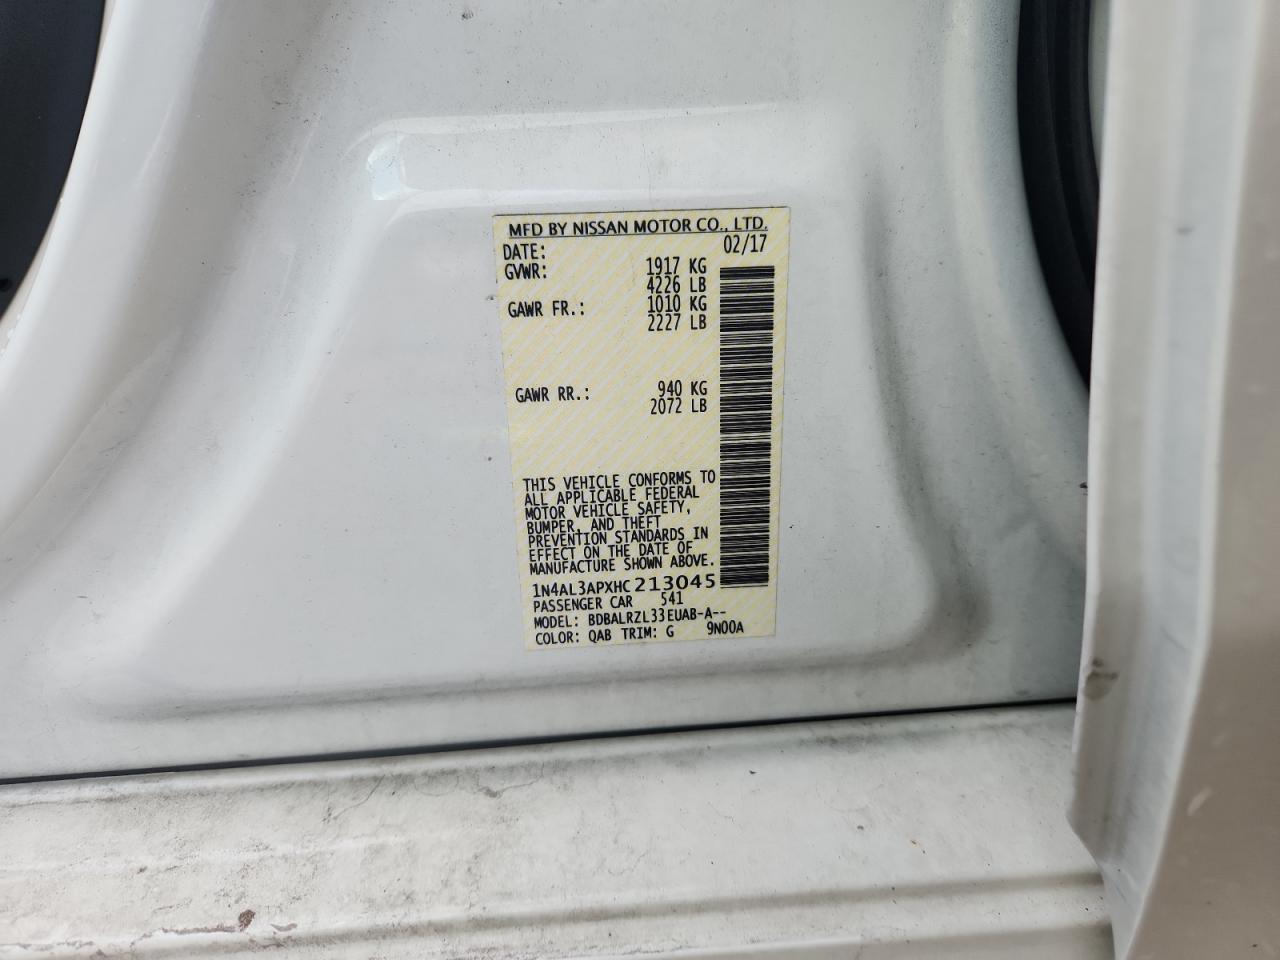 MFD BY NISSAN MOTOR CO., LTD.
DATE: 02/17
GVWR: 1917 KG
4226 LB
GAWR FR.: 1010 KG
2227 LB
GAWR RR.: 940 KG
2072 LB
THIS VEHICLE CONFORMS TO
ALL APPLICABLE FEDERAL
MOTOR VEHICLE SAFETY,
BUMPER, AND THEFT
PREVENTION STANDARDS IN
EFFECT ON THE DATE OF
MANUFACTURE SHOWN ABOVE.
1N4AL3APXHC213045
PASSENGER CAR 541
MODEL: BDBALRZL33EUAB-A--
COLOR: QAB TRIM: G 9N00A